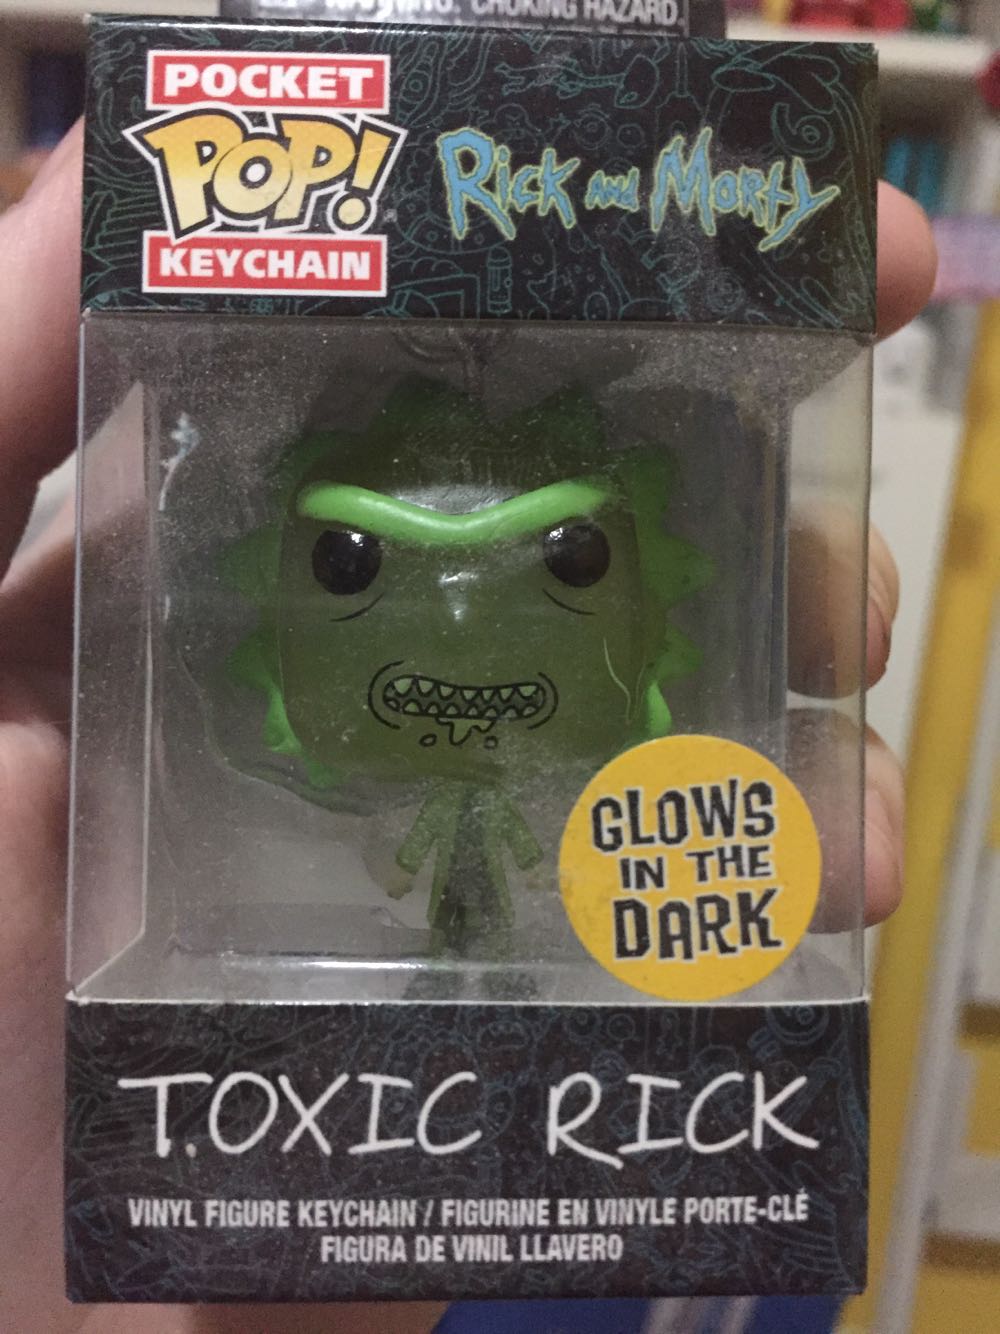 CHOKING HAZARD.
POCKET
POP!
KEYCHAIN
RICK AND MORTY
GLOWS
IN THE
DARK
TOXIC RICK
VINYL FIGURE KEYCHAIN / FIGURINE EN VINYLE PORTE-CLÉ
FIGURA DE VINIL LLAVERO